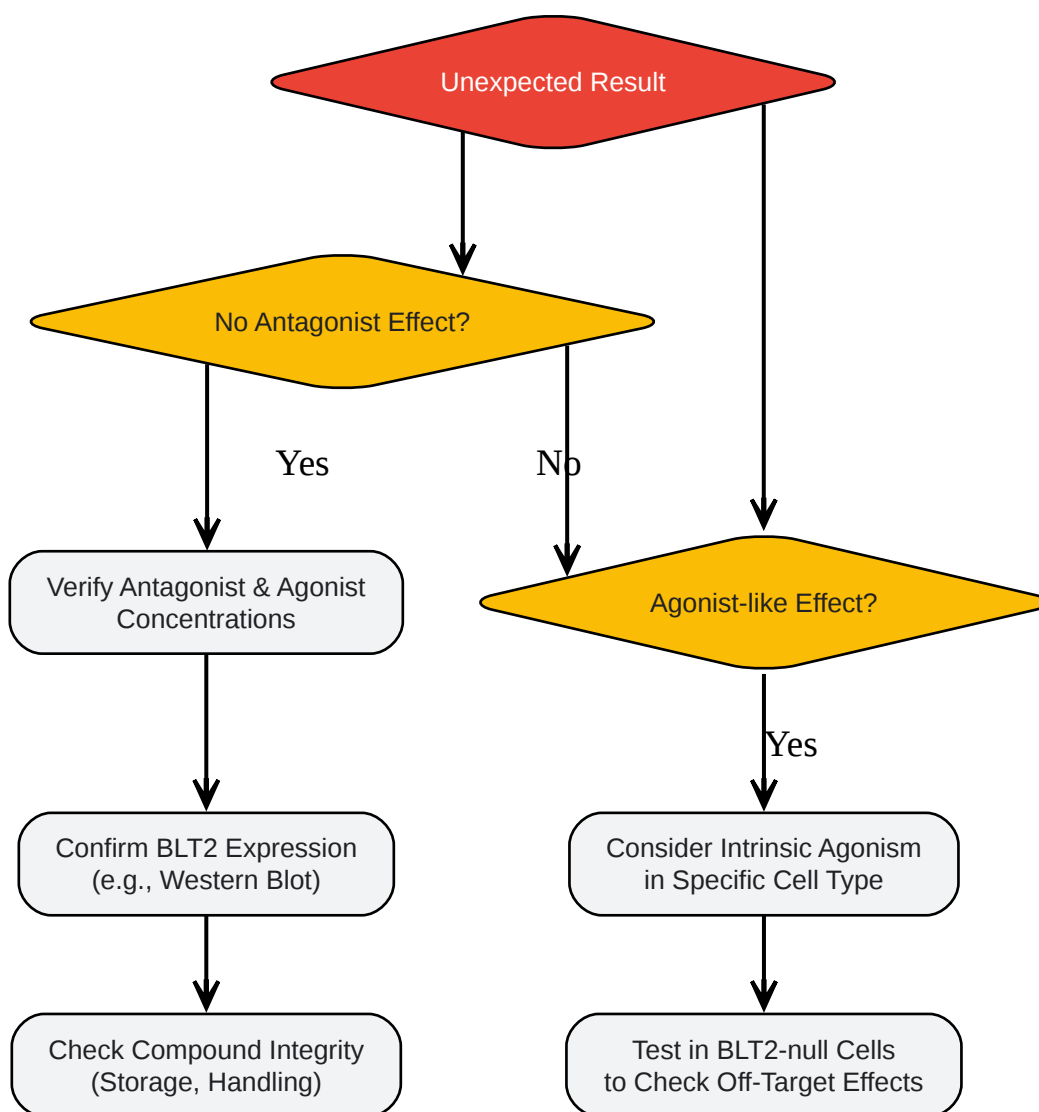 Unexpected Result
No Antagonist Effect?
Yes
No
Verify Antagonist & Agonist
Concentrations
Agonist-like Effect?
Yes
Confirm BLT2 Expression
(e.g., Western Blot)
Consider Intrinsic Agonism
in Specific Cell Type
Check Compound Integrity
(Storage, Handling)
Test in BLT2-null Cells
to Check Off-Target Effects